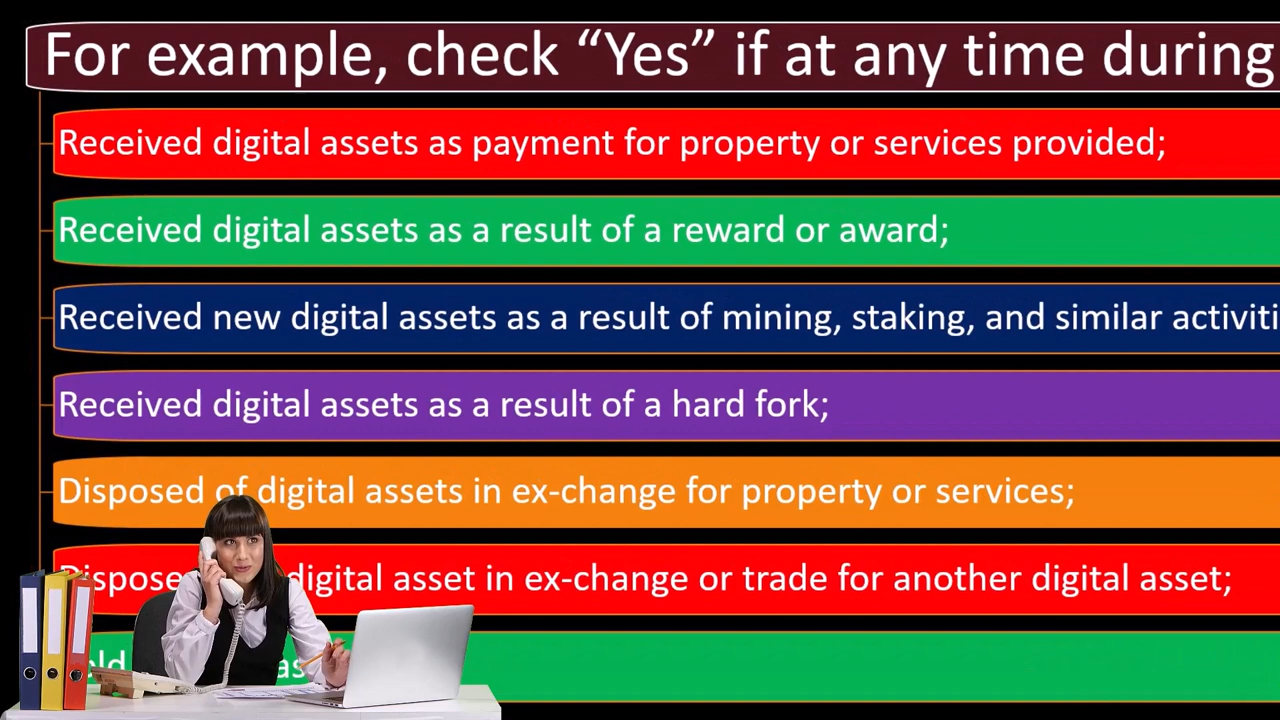 For example, check “Yes” if at any time during
Received digital assets as payment for property or services provided;
Received digital assets as a result of a reward or award;
Received new digital assets as a result of mining, staking, and similar activiti
Received digital assets as a result of a hard fork;
Disposed of digital assets in ex-change for property or services;
digital asset in ex-change or trade for another digital asset;